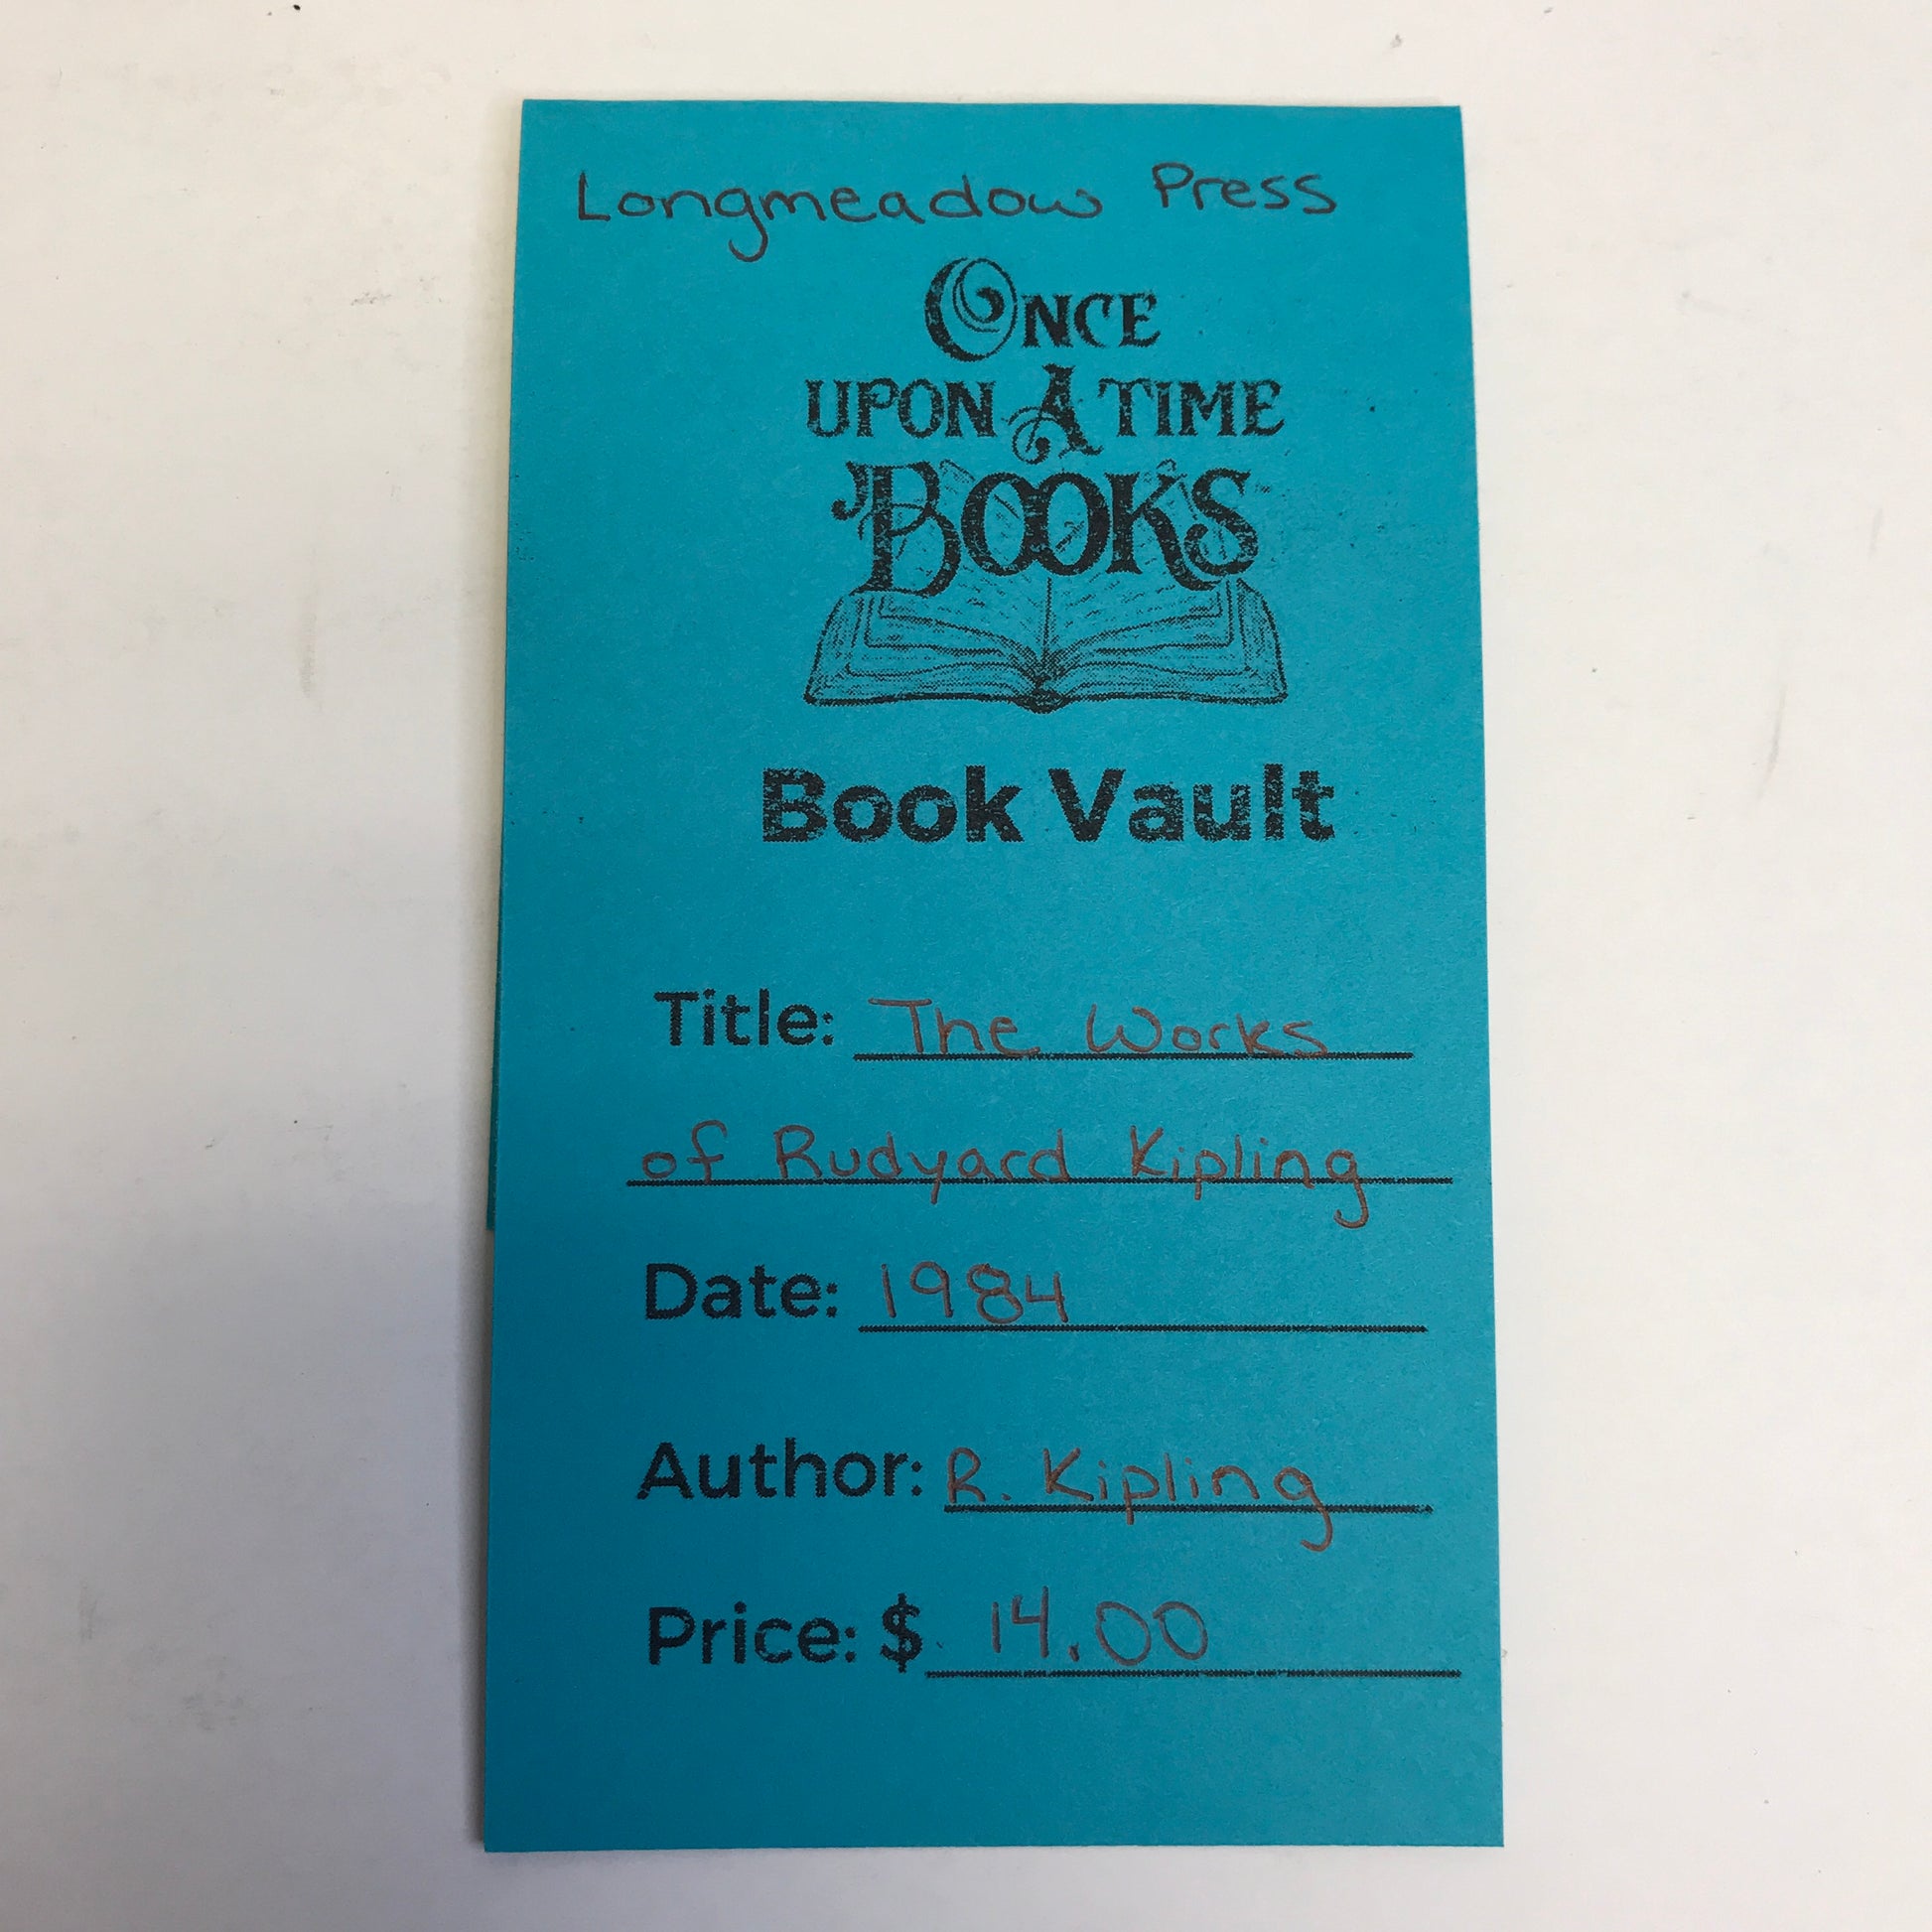 Longmeadow Press
ONCE
UPON A TIME
BOOKS
Book Vault
Title: The Works
of Rudyard Kipling
Date: 1984
Author: R. Kipling
Price: $ 14.00